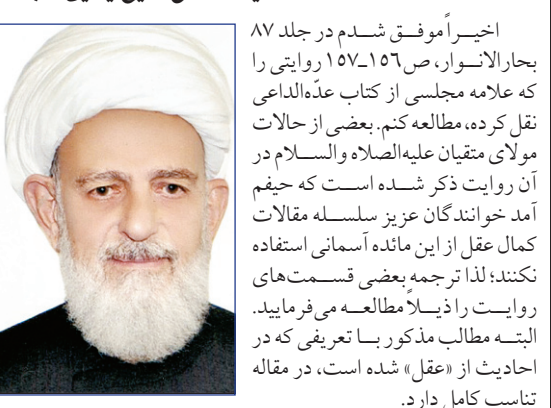 اخیراً موفق شدم در جلد ۸۷
بحارالانوار، ص۱۵۶ـ۱۵۷ روایتی را
که علامه مجلسی از کتاب عدّه‌الداعی
نقل کرده، مطالعه کنم. بعضی از حالات
مولای متقیان علیه‌الصلاه والسلام در
آن روایت ذکر شده است که حیفم
آمد خوانندگان عزیز سلسله مقالات
کمال عقل از این مائده آسمانی استفاده
نکنند؛ لذا ترجمه بعضی قسمت‌های
روایت را ذیلاً مطالعه می‌فرمایید.
البته مطالب مذکور با تعریفی که در
احادیث از «عقل» شده است، در مقاله
تناسب کامل دارد.